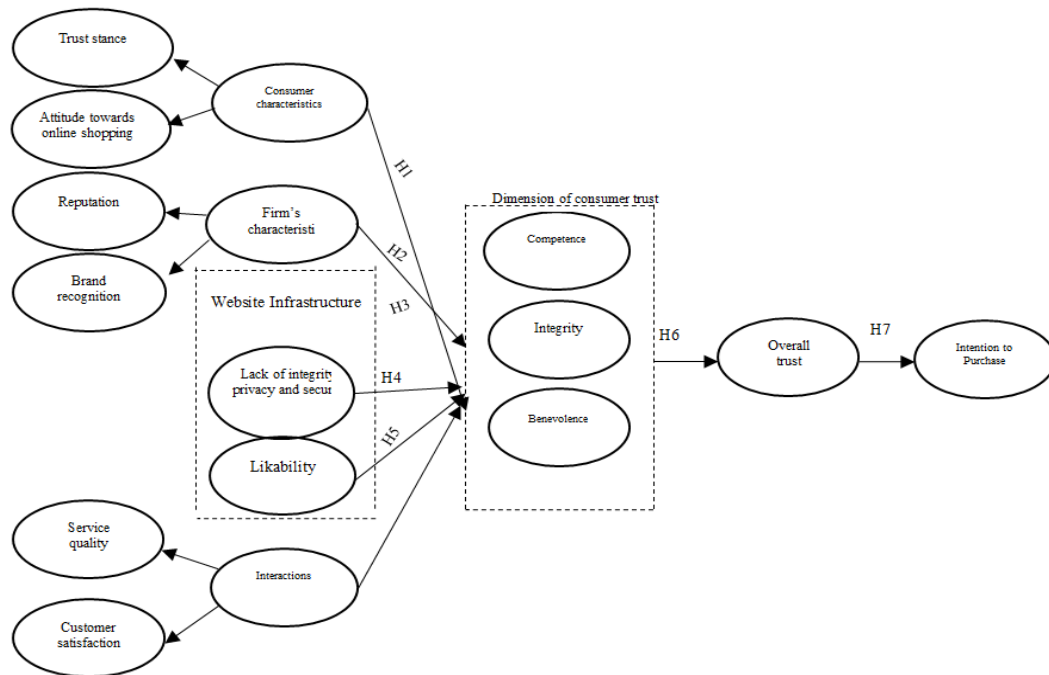 Trust stance
Attitude towards
online shopping
Consumer
characteristics
H1
Reputation
Brand
recognition
Firm's
characteristi
H2
H3
Website Infrastructure
Lack of integrity
privacy and secur
H4
Likability
H5
Service
quality
Customer
satisfaction
Interactions
Dimension of consumer trust
Competence
Integrity
Benevolence
H6
Overall
trust
H7
Intention to
Purchase